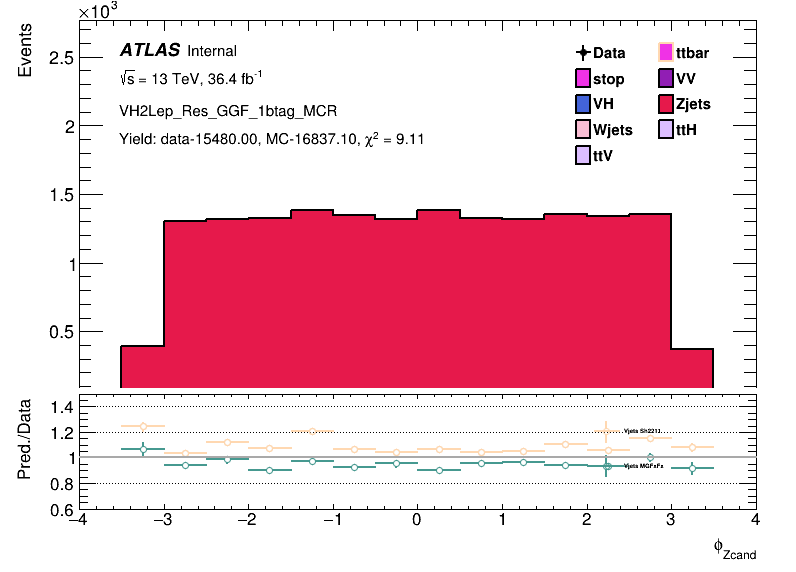 ×10³
Events
2.5
2
1.5
1
0.5
ATLAS Internal
√s = 13 TeV, 36.4 fb⁻¹
VH2Lep_Res_GGF_1btag_MCR
Yield: data-15480.00, MC-16837.10, χ² = 9.11
Data
ttbar
stop
VV
VH
Zjets
Wjets
ttH
ttV
Pred./Data
1.4
1.2
1
0.8
0.6
Vjets Sh2211
Vjets MGFxFx
−4 −3 −2 −1 0 1 2 3 4
ϕ_Zcand